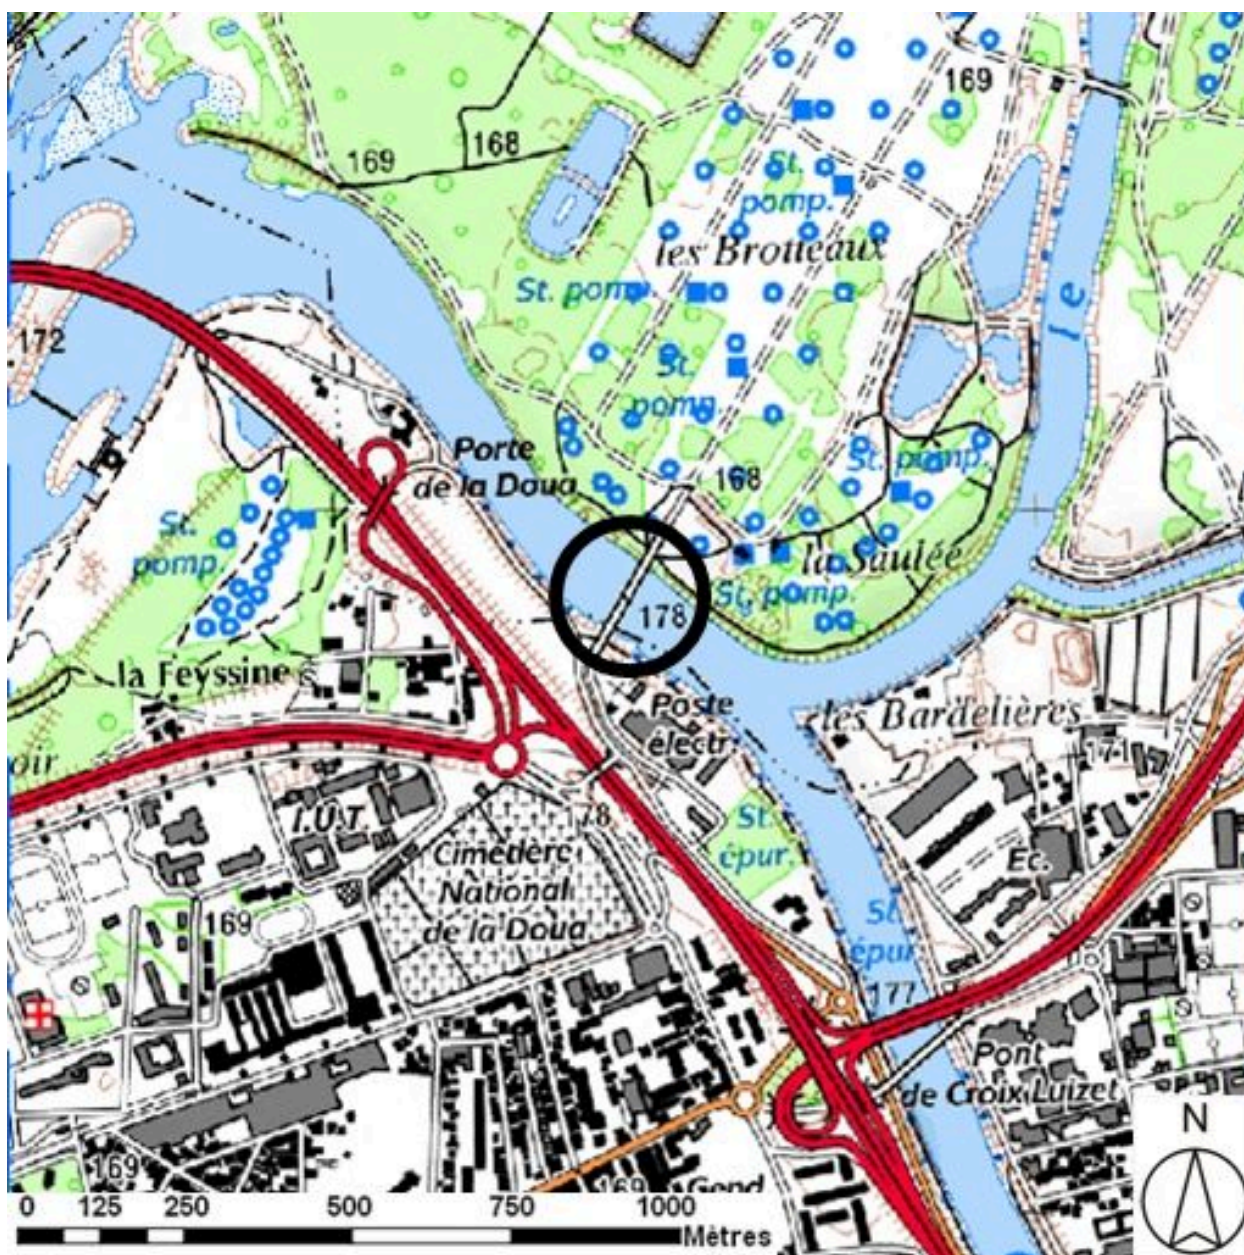 169
169
168
St.
pomp.
les Brotteaux
St. pomp.
le
172
St.
pomp.
Porte
de la Doua
168
St. pomp.
St.
pomp.
la Saulée
St. pomp.
178
la Feyssine
Poste
électr.
les Bardelières
171
oir
I.U.T.
178
St.
épur.
Cimetière
National
de la Doua
Ec.
169
St.
épur.
177
Pont
de Croix Luizet
N
169
169
Gend
0 125 250 500 750 1000
Mètres